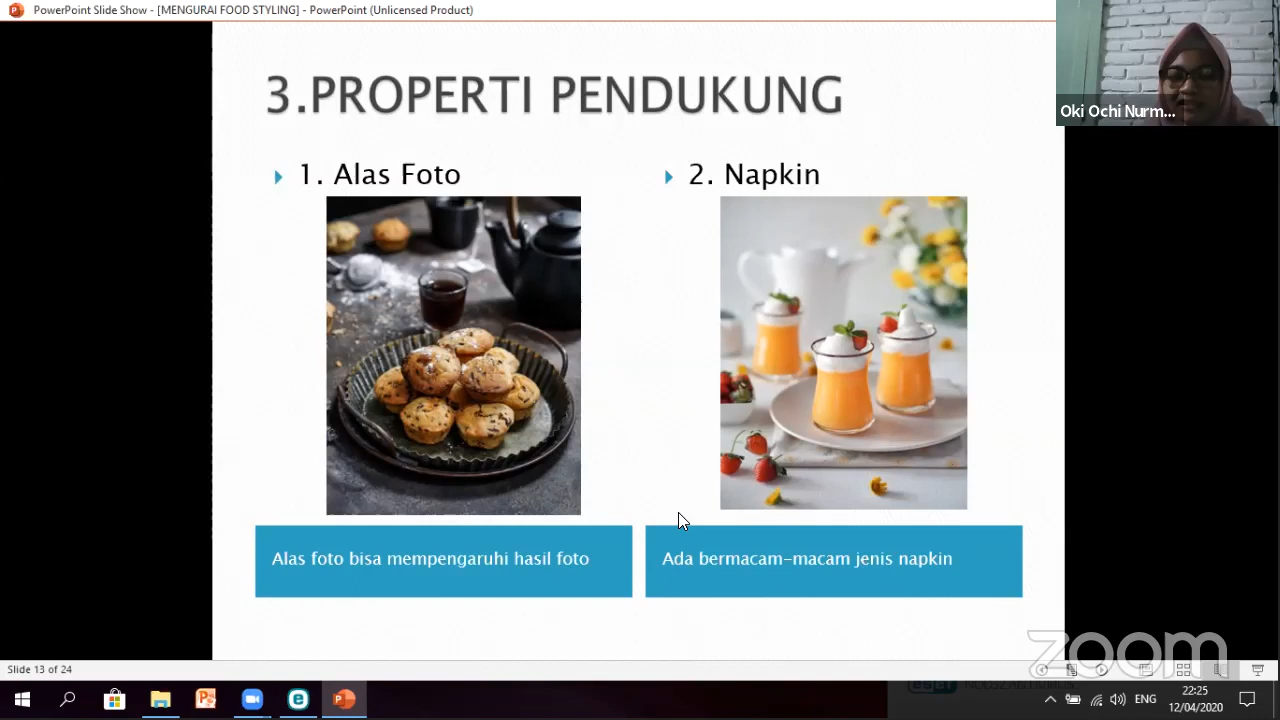 PowerPoint Slide Show - [MENGURAI FOOD STYLING] - PowerPoint (Unlicensed Product)
Oki Ochi Nurm...
3.PROPERTI PENDUKUNG
1. Alas Foto
2. Napkin
Alas foto bisa mempengaruhi hasil foto
Ada bermacam-macam jenis napkin
zoom
Slide 13 of 24
ENG
22:25
12/04/2020